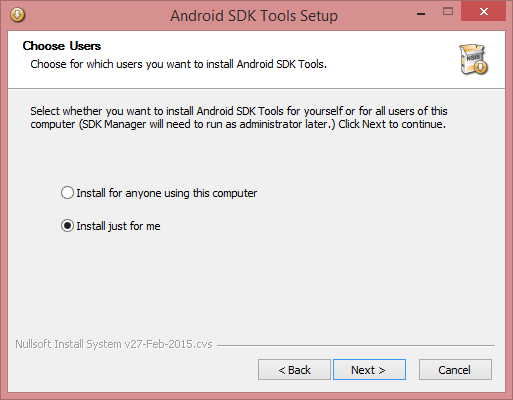 Android SDK Tools Setup
Choose Users
Choose for which users you want to install Android SDK Tools.
NSIS
Select whether you want to install Android SDK Tools for yourself or for all users of this
computer (SDK Manager will need to run as administrator later.) Click Next to continue.
Install for anyone using this computer
Install just for me
Nullsoft Install System v27-Feb-2015.cvs
< Back
Next >
Cancel